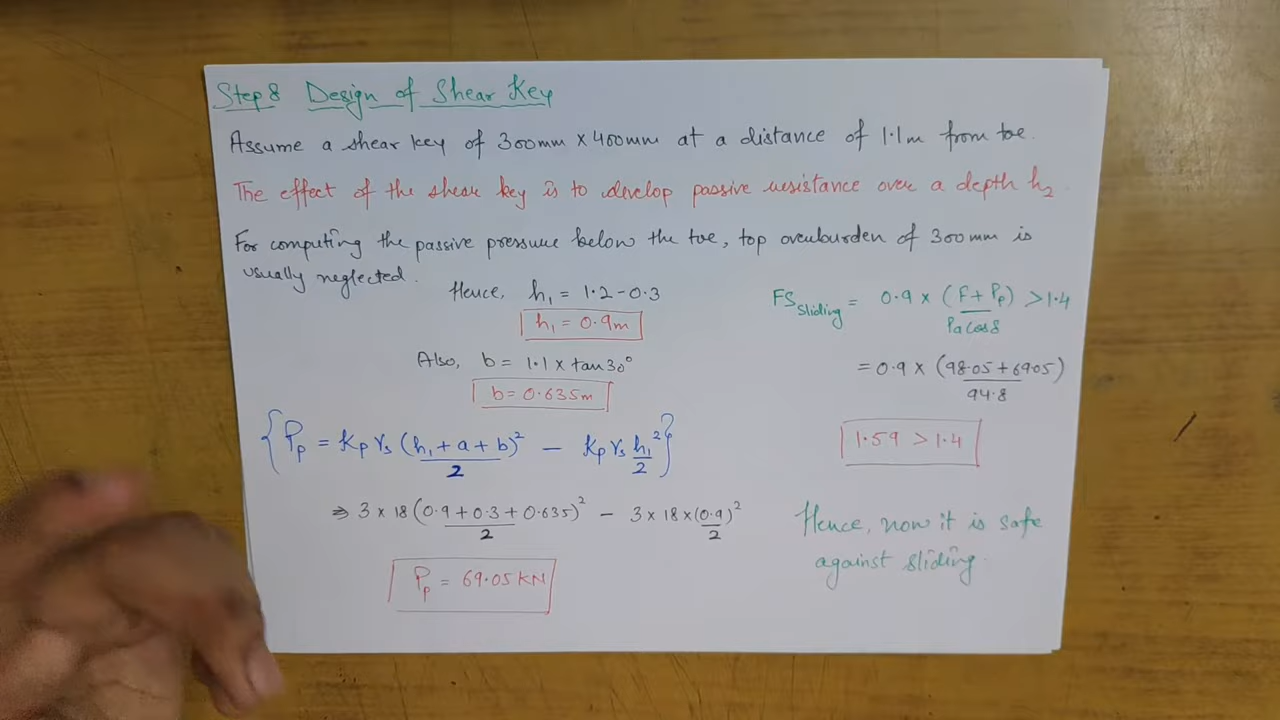 Step 8 Design of Shear Key
Assume a shear key of 300mm × 400mm at a distance of 1.1m from toe.
The effect of the shear key is to develop passive resistance over a depth h₂.
For computing the passive pressure below the toe, top overburden of 300mm is
usually neglected.
Hence, h₁ = 1.2 - 0.3
h₁ = 0.9m
Also, b = 1.1 × tan 30°
b = 0.635m
{Pp = Kp γs (h₁ + a + b)²/2 - Kp γs h₁²/2}
⇒ 3 × 18 (0.9 + 0.3 + 0.635)²/2 - 3 × 18 × (0.9)²/2
Pp = 69.05 KN
FS sliding = 0.9 × (F + Pp)/Pa cos δ > 1.4
= 0.9 × (98.05 + 69.05)/94.8
1.59 > 1.4
Hence, now it is safe
against sliding.